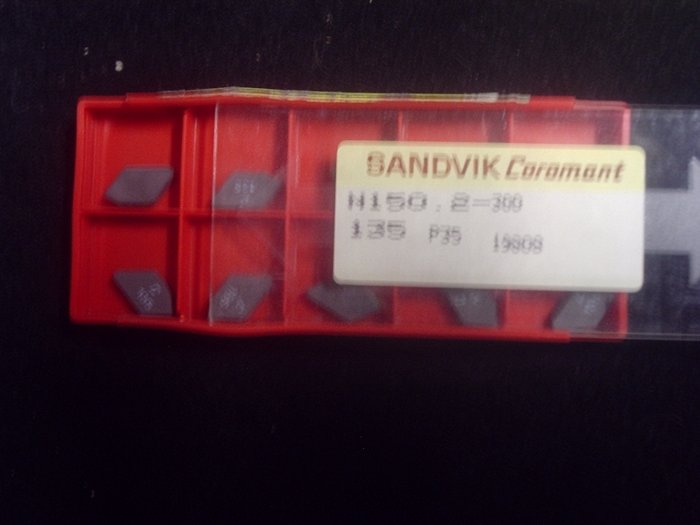 SANDVIK Coromant
N150.2-300
135 P35 19809